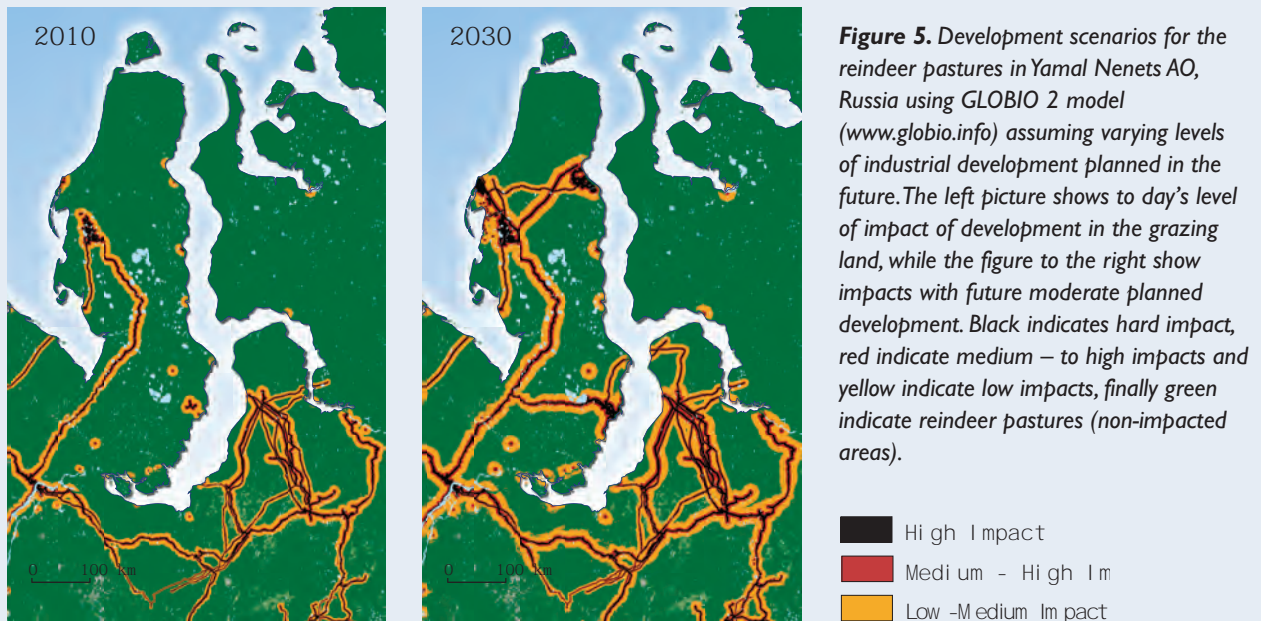 2010
0 100 km
2030
0 100 km
Figure 5. Development scenarios for the
reindeer pastures in Yamal Nenets AO,
Russia using GLOBIO 2 model
(www.globio.info) assuming varying levels
of industrial development planned in the
future. The left picture shows to day's level
of impact of development in the grazing
land, while the figure to the right show
impacts with future moderate planned
development. Black indicates hard impact,
red indicate medium – to high impacts and
yellow indicate low impacts, finally green
indicate reindeer pastures (non-impacted
areas).
High Impact
Medium - High Im
Low -Medium Impact